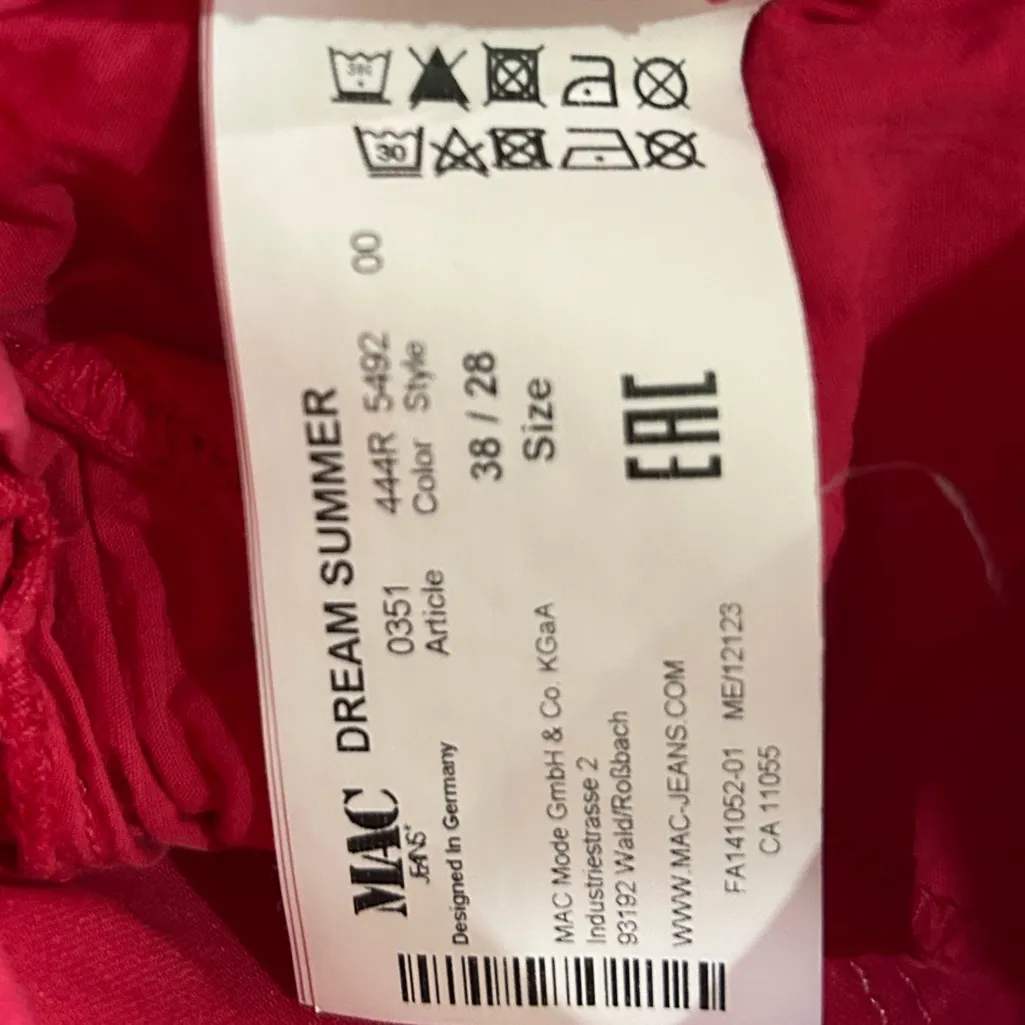 MAC DREAM SUMMER
JEANS
0351 444R 5492 00
Article Color Style
Designed In Germany
38 / 28
Size
MAC Mode GmbH & Co. KGaA
Industriestrasse 2
93192 Wald/Roßbach
WWW.MAC-JEANS.COM
EAC
FA141052-01 ME/12123
CA 11055
30